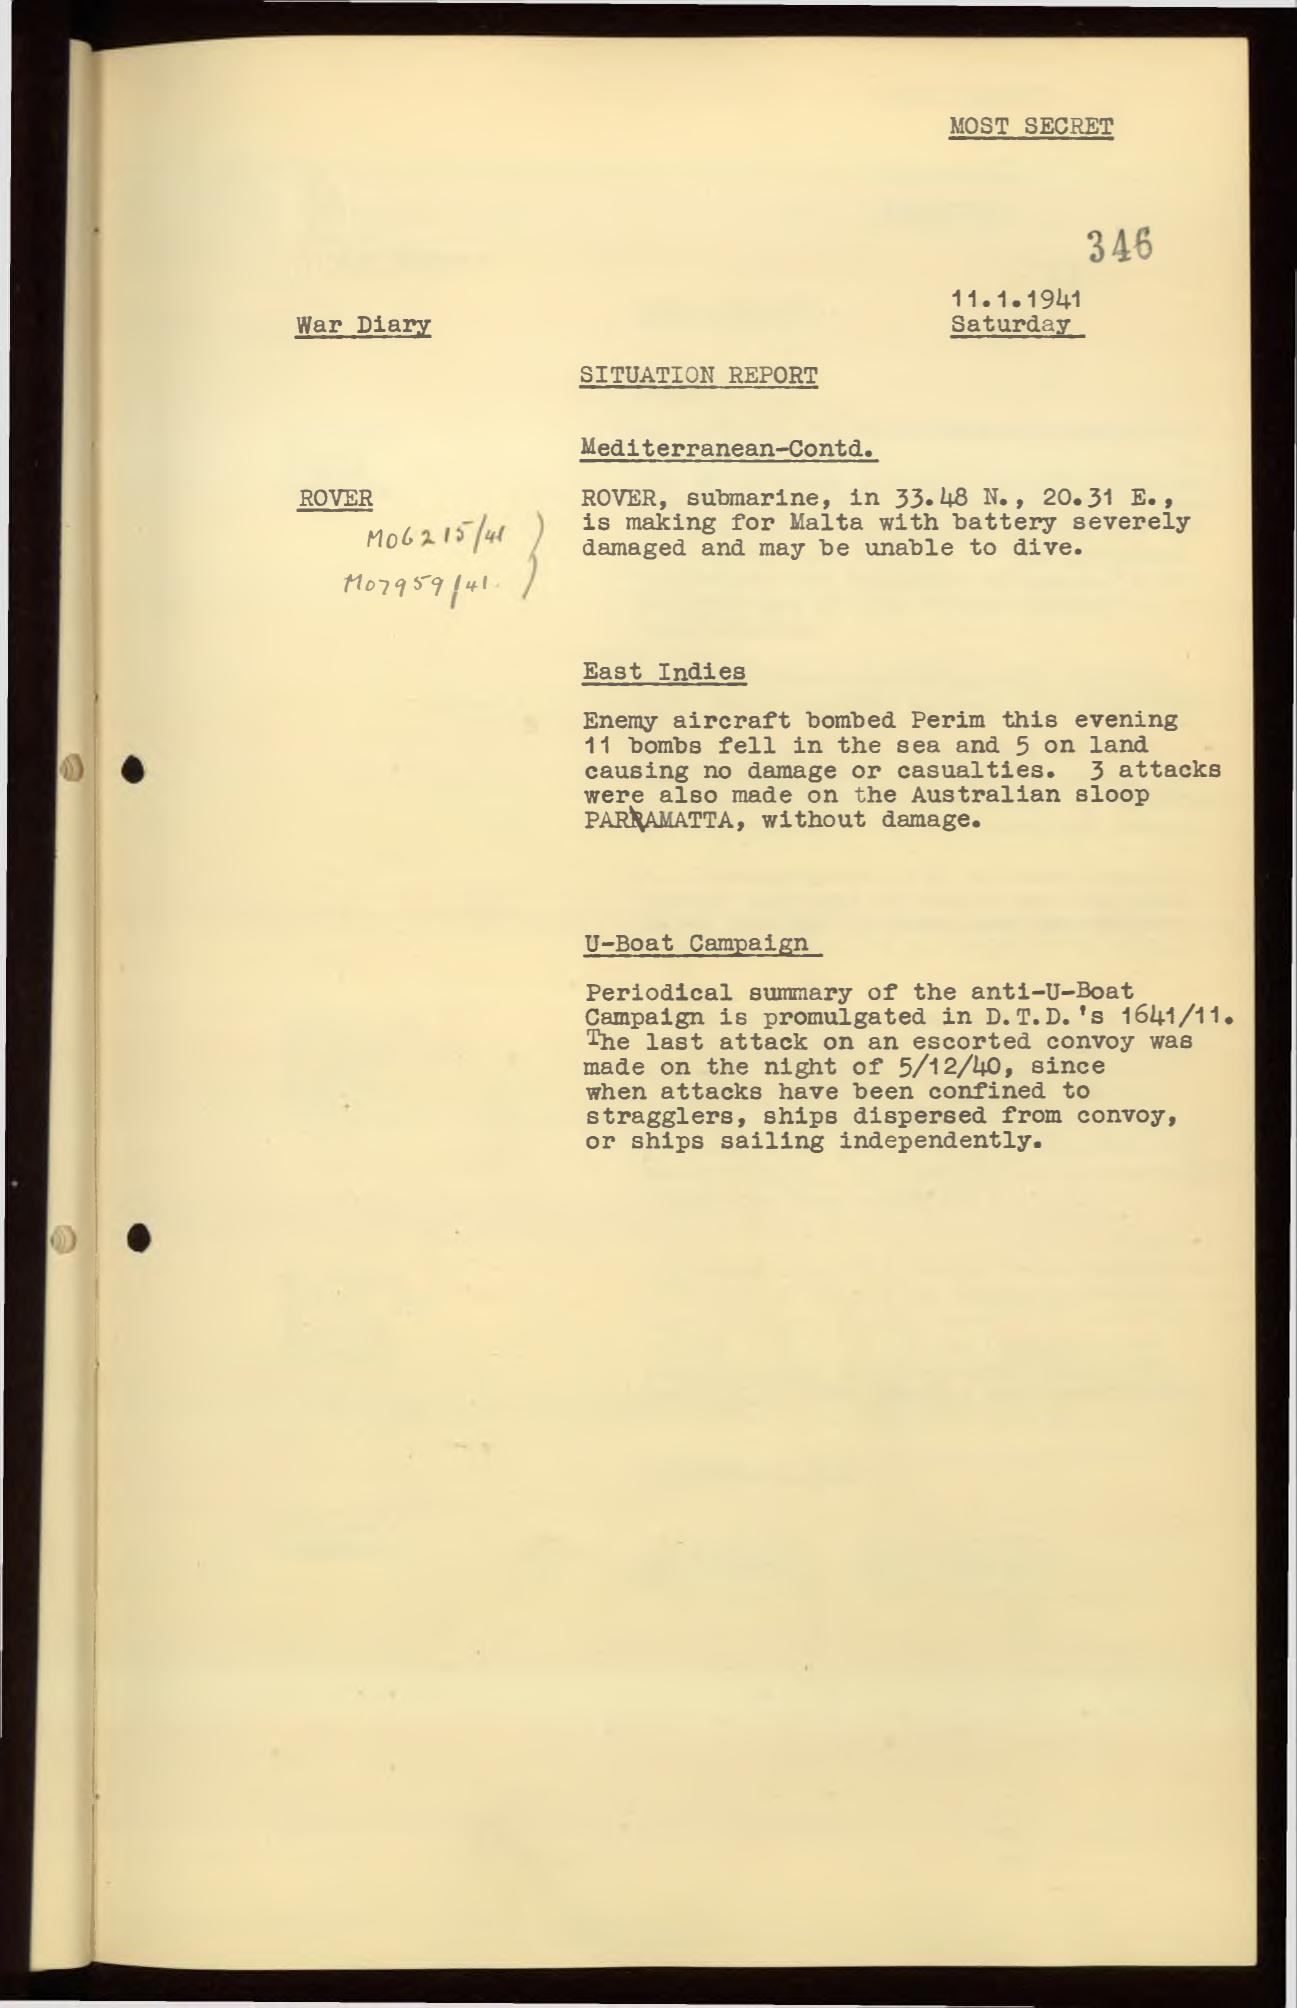 MOST SECRET
346
11.1.1941
War Diary
Saturday
SITUATION REPORT
Mediterranean-Contd.
ROVER
M06215/41
M07959/41.
ROVER, submarine, in 33.48 N., 20.31 E.,
is making for Malta with battery severely
damaged and may be unable to dive.
East Indies
Enemy aircraft bombed Perim this evening
11 bombs fell in the sea and 5 on land
causing no damage or casualties. 3 attacks
were also made on the Australian sloop
PARRAMATTA, without damage.
U-Boat Campaign
Periodical summary of the anti-U-Boat
Campaign is promulgated in D.T.D.'s 1641/11.
The last attack on an escorted convoy was
made on the night of 5/12/40, since
when attacks have been confined to
stragglers, ships dispersed from convoy,
or ships sailing independently.